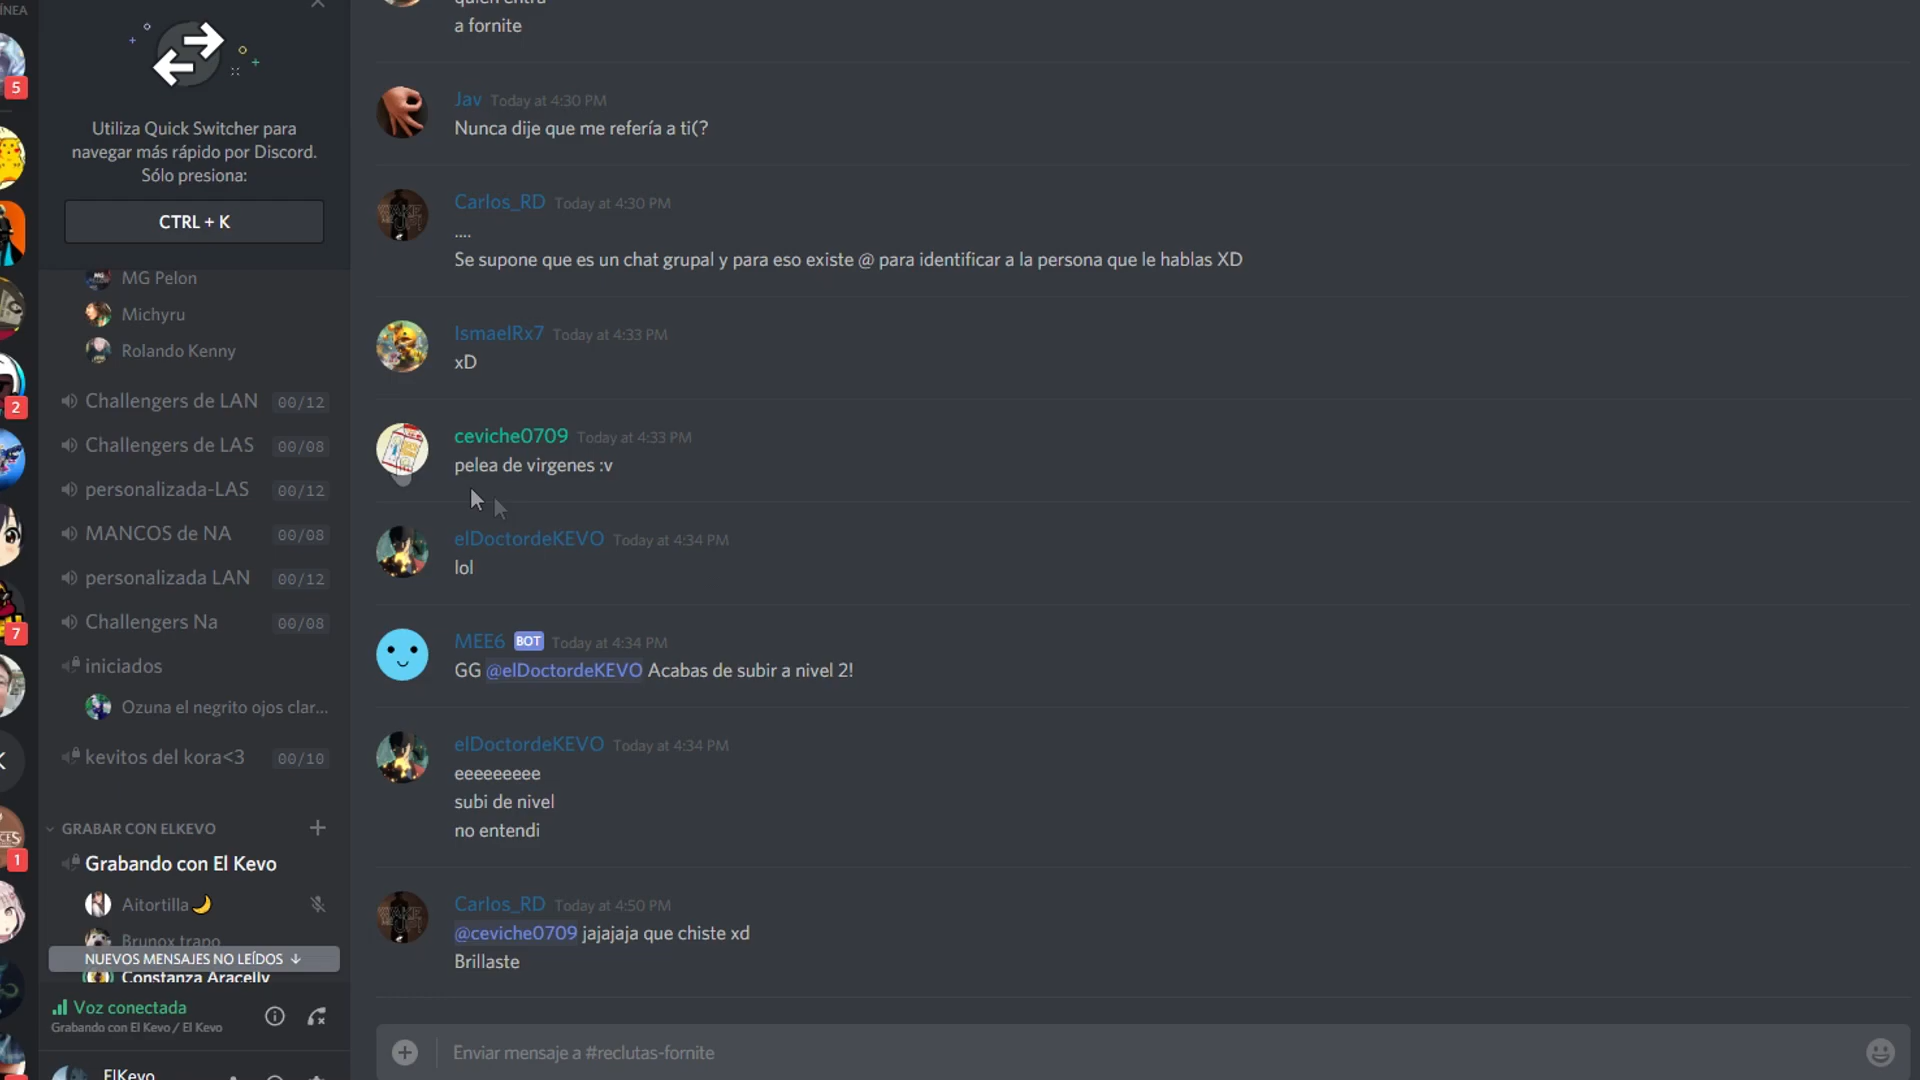 ÍNEA
5
2
7
1
Utiliza Quick Switcher para
navegar más rápido por Discord.
Sólo presiona:
CTRL + K
MG Pelon
Michyru
Rolando Kenny
Challengers de LAN 00/12
Challengers de LAS 00/08
personalizada-LAS 00/12
MANCOS de NA 00/08
personalizada LAN 00/12
Challengers Na 00/08
iniciados
Ozuna el negrito ojos clar...
kevitos del kora<3 00/10
GRABAR CON ELKEVO
Grabando con El Kevo
Aitortilla🌙
Brunox trapo
NUEVOS MENSAJES NO LEÍDOS ↓
Constanza Aracelly
Voz conectada
Grabando con El Kevo / El Kevo
ElKevo
quien entra
a fornite
Jav Today at 4:30 PM
Nunca dije que me refería a ti(?
Carlos_RD Today at 4:30 PM
....
Se supone que es un chat grupal y para eso existe @ para identificar a la persona que le hablas XD
IsmaelRx7 Today at 4:33 PM
xD
ceviche0709 Today at 4:33 PM
pelea de virgenes :v
elDoctordeKEVO Today at 4:34 PM
lol
MEE6 BOT Today at 4:34 PM
GG @elDoctordeKEVO Acabas de subir a nivel 2!
elDoctordeKEVO Today at 4:34 PM
eeeeeeeee
subi de nivel
no entendi
Carlos_RD Today at 4:50 PM
@ceviche0709 jajajaja que chiste xd
Brillaste
Enviar mensaje a #reclutas-fornite